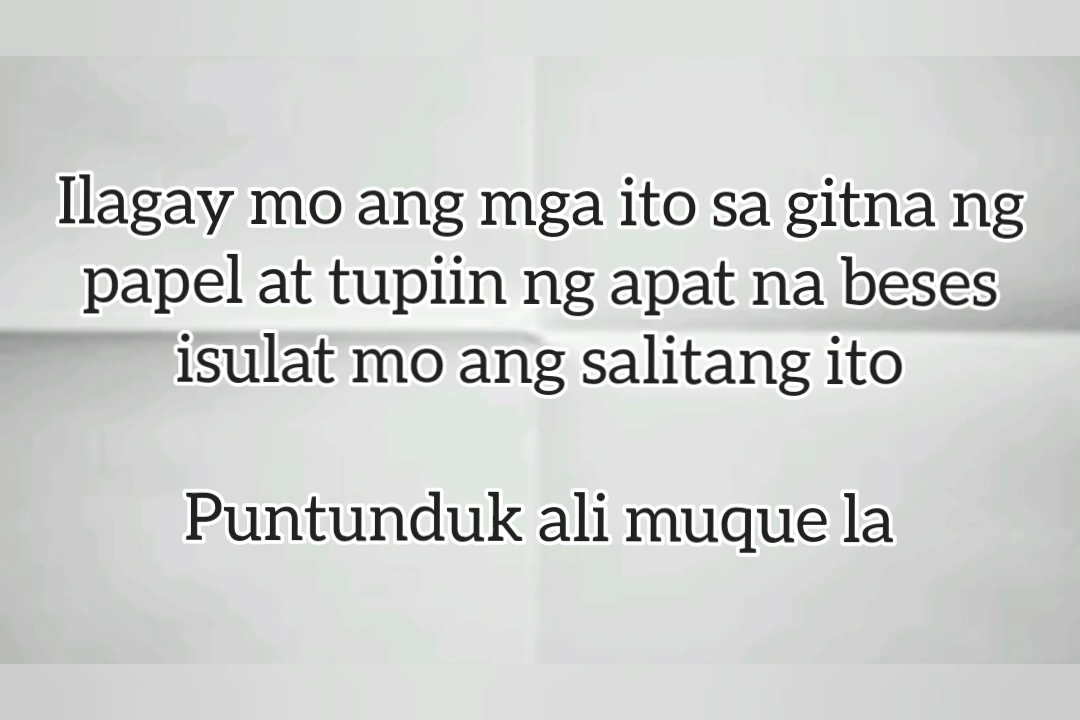 Ilagay mo ang mga ito sa gitna ng
papel at tupiin ng apat na beses
isulat mo ang salitang ito
Puntunduk ali muque la